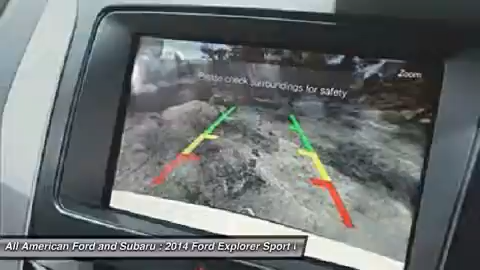 Zoom
Please check surroundings for safety
All American Ford and Subaru : 2014 Ford Explorer Sport